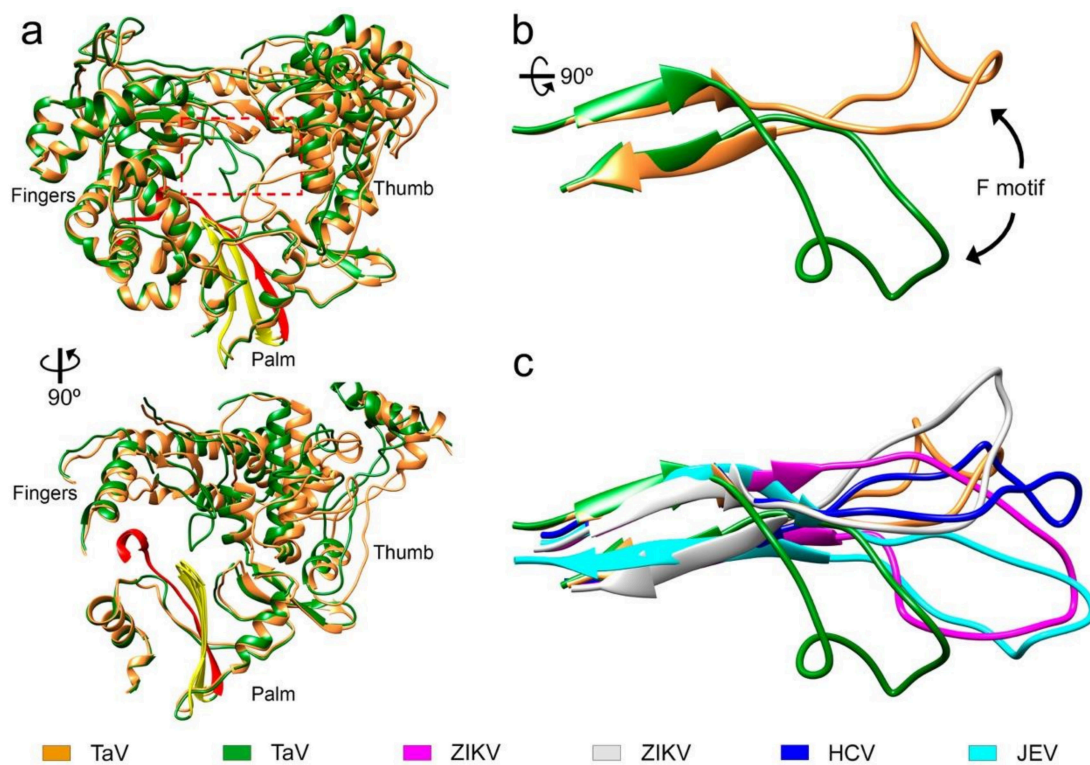 a
Fingers
Thumb
Palm
90º
Fingers
Thumb
Palm
b
90º
F motif
c
TaV
TaV
ZIKV
ZIKV
HCV
JEV